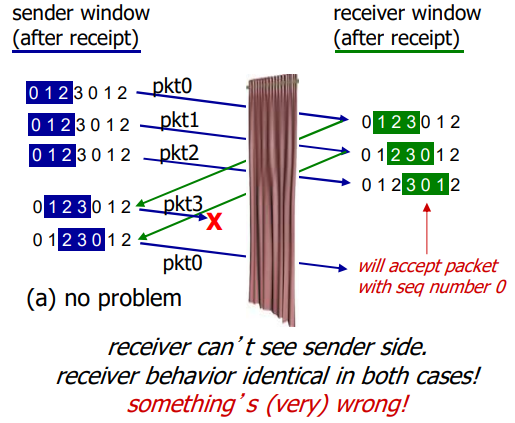 sender window
(after receipt)
receiver window
(after receipt)
0 1 2 3 0 1 2
pkt0
0 1 2 3 0 1 2
pkt1
0 1 2 3 0 1 2
pkt2
0 1 2 3 0 1 2
0 1 2 3 0 1 2
0 1 2 3 0 1 2
0 1 2 3 0 1 2
pkt3
X
0 1 2 3 0 1 2
pkt0
will accept packet
with seq number 0
(a) no problem
receiver can't see sender side.
receiver behavior identical in both cases!
something's (very) wrong!